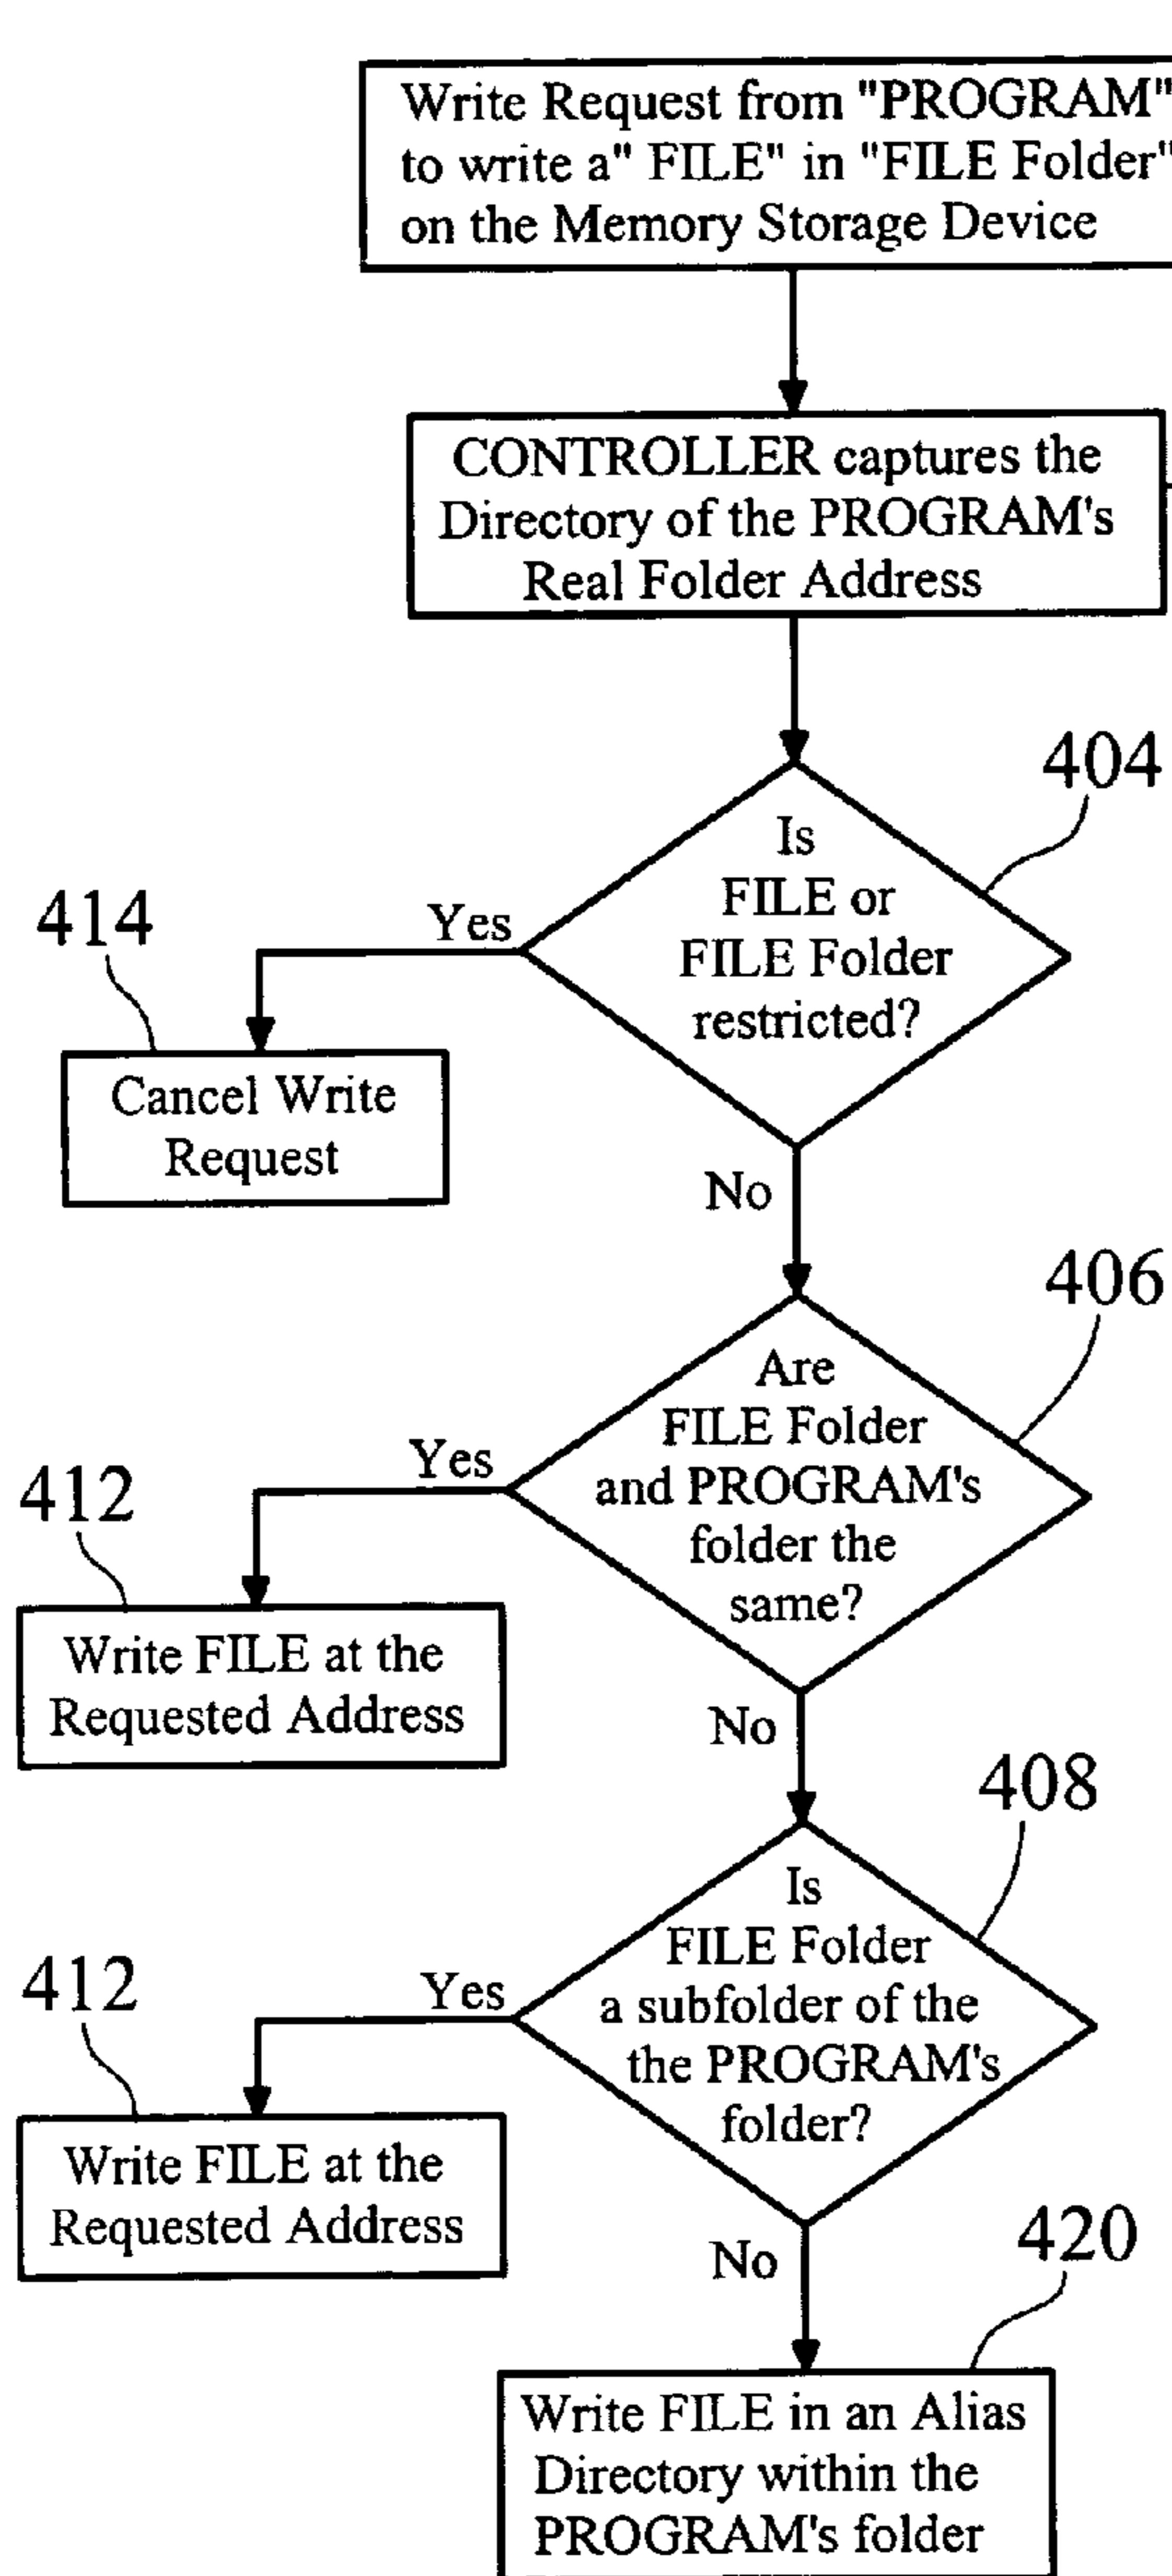 Write Request from "PROGRAM"
to write a" FILE" in "FILE Folder"
on the Memory Storage Device
CONTROLLER captures the
Directory of the PROGRAM's
Real Folder Address
404
Is
FILE or
FILE Folder
restricted?
Yes
414
Cancel Write
Request
No
406
Are
FILE Folder
and PROGRAM's
folder the
same?
Yes
412
Write FILE at the
Requested Address
No
408
Is
FILE Folder
a subfolder of the
the PROGRAM's
folder?
Yes
412
Write FILE at the
Requested Address
No
420
Write FILE in an Alias
Directory within the
PROGRAM's folder